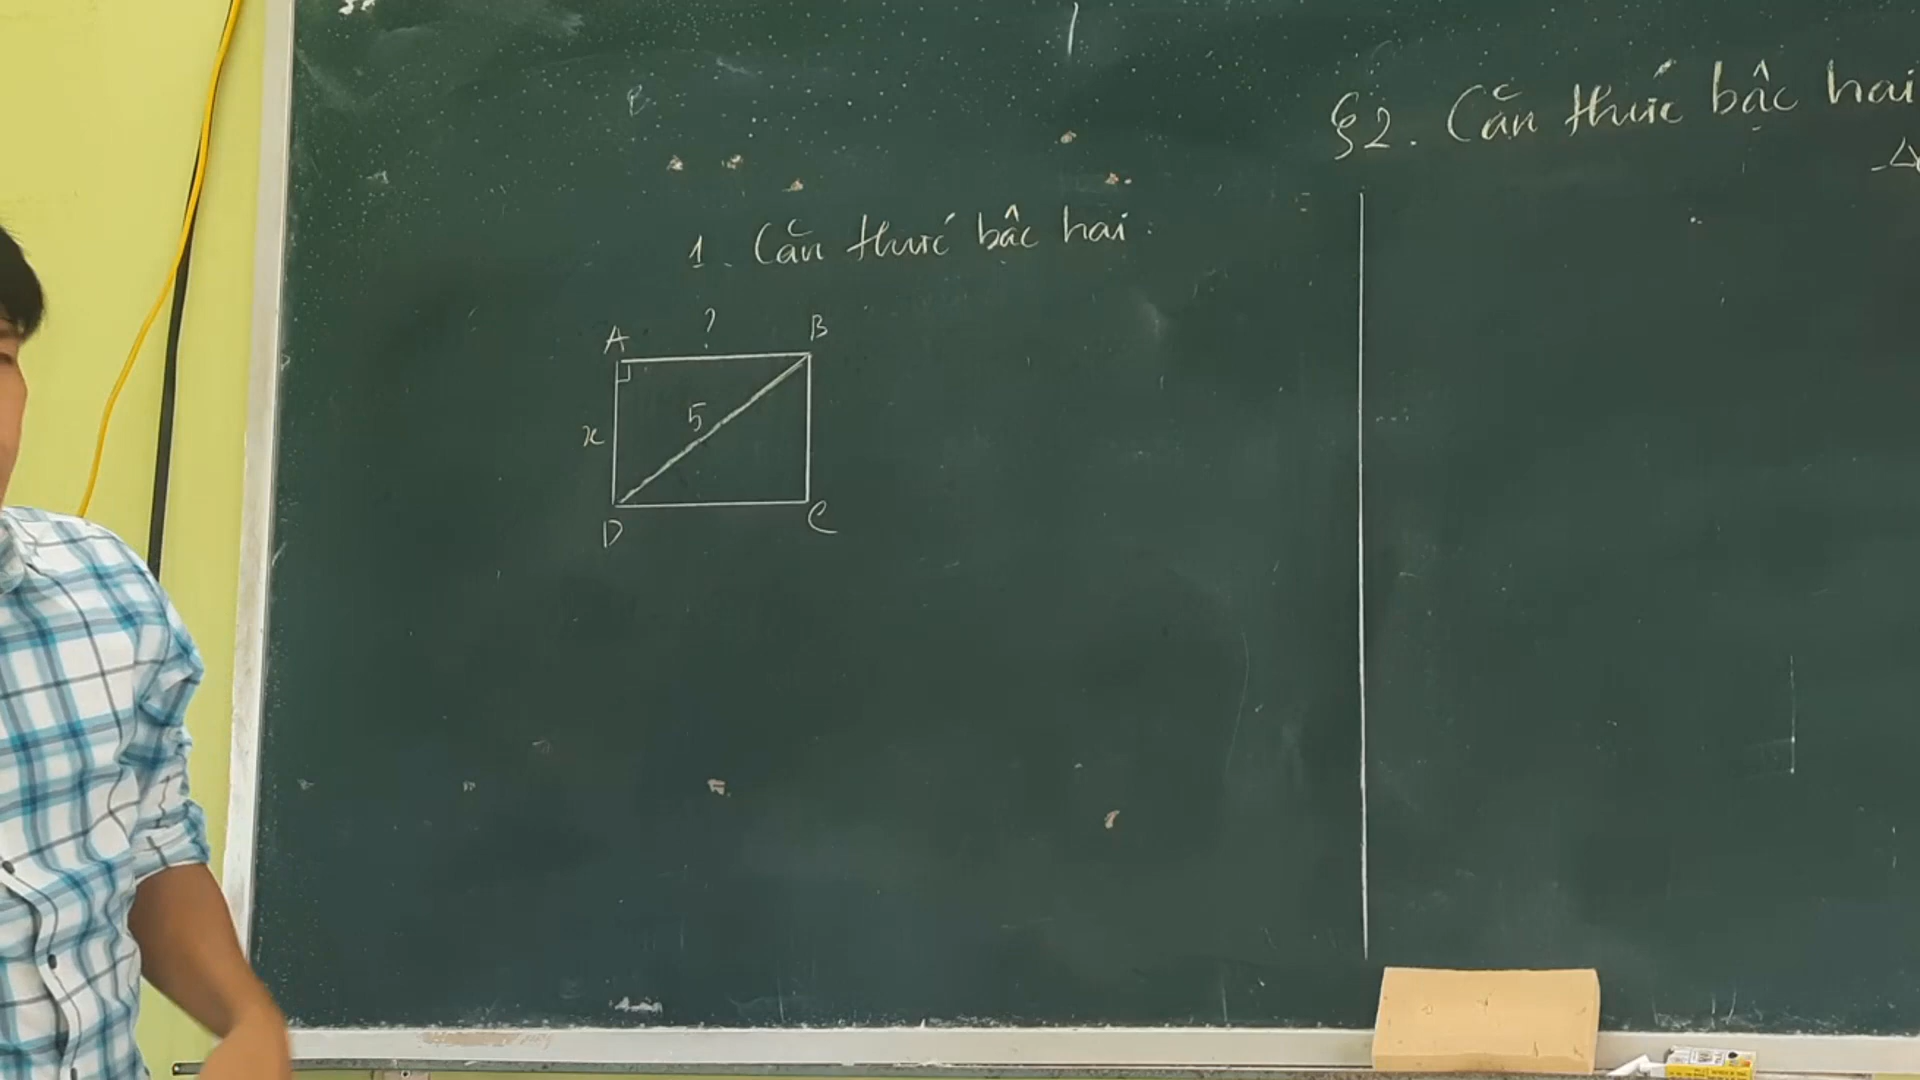 §2. Căn thức bậc hai
1. Căn thức bậc hai:
A ? B
5
x
D C